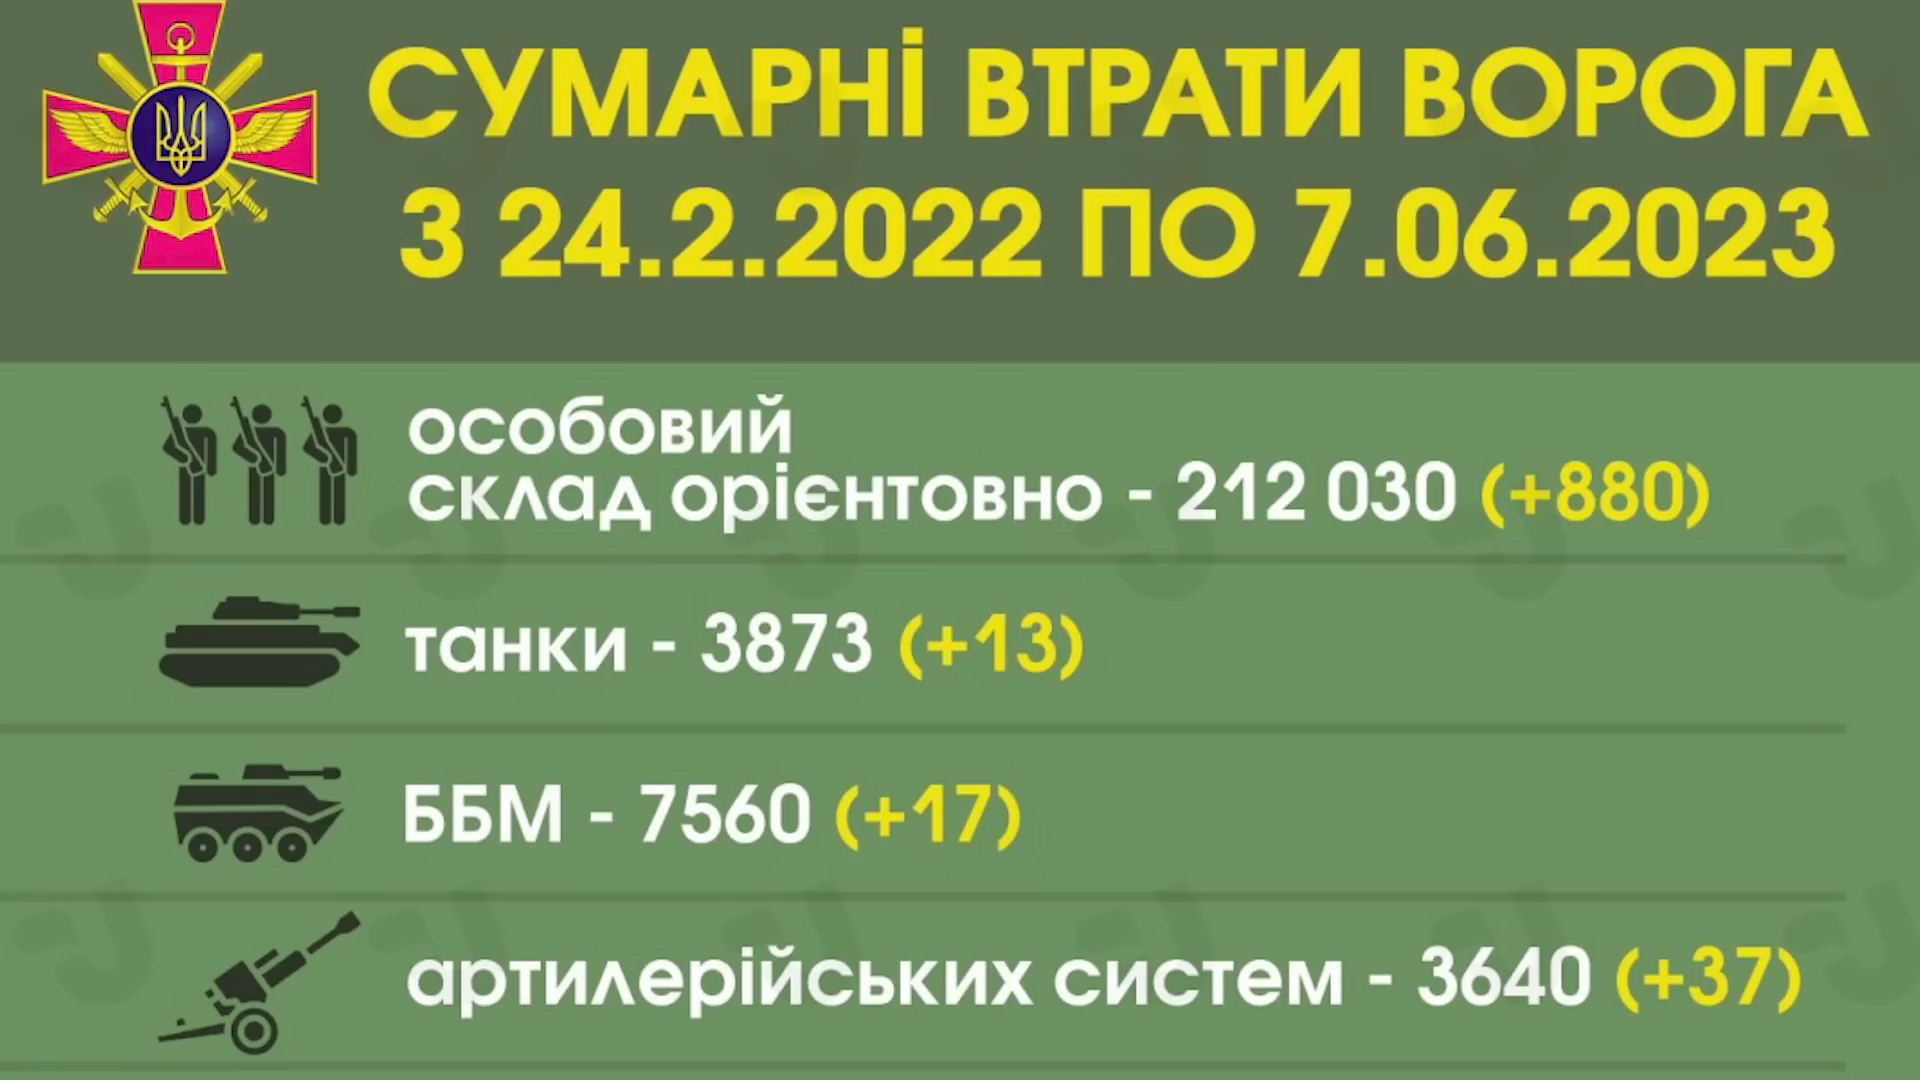 СУМАРНІ ВТРАТИ ВОРОГА
З 24.2.2022 ПО 7.06.2023
особовий
склад орієнтовно - 212 030 (+880)
танки - 3873 (+13)
ББМ - 7560 (+17)
артилерійських систем - 3640 (+37)